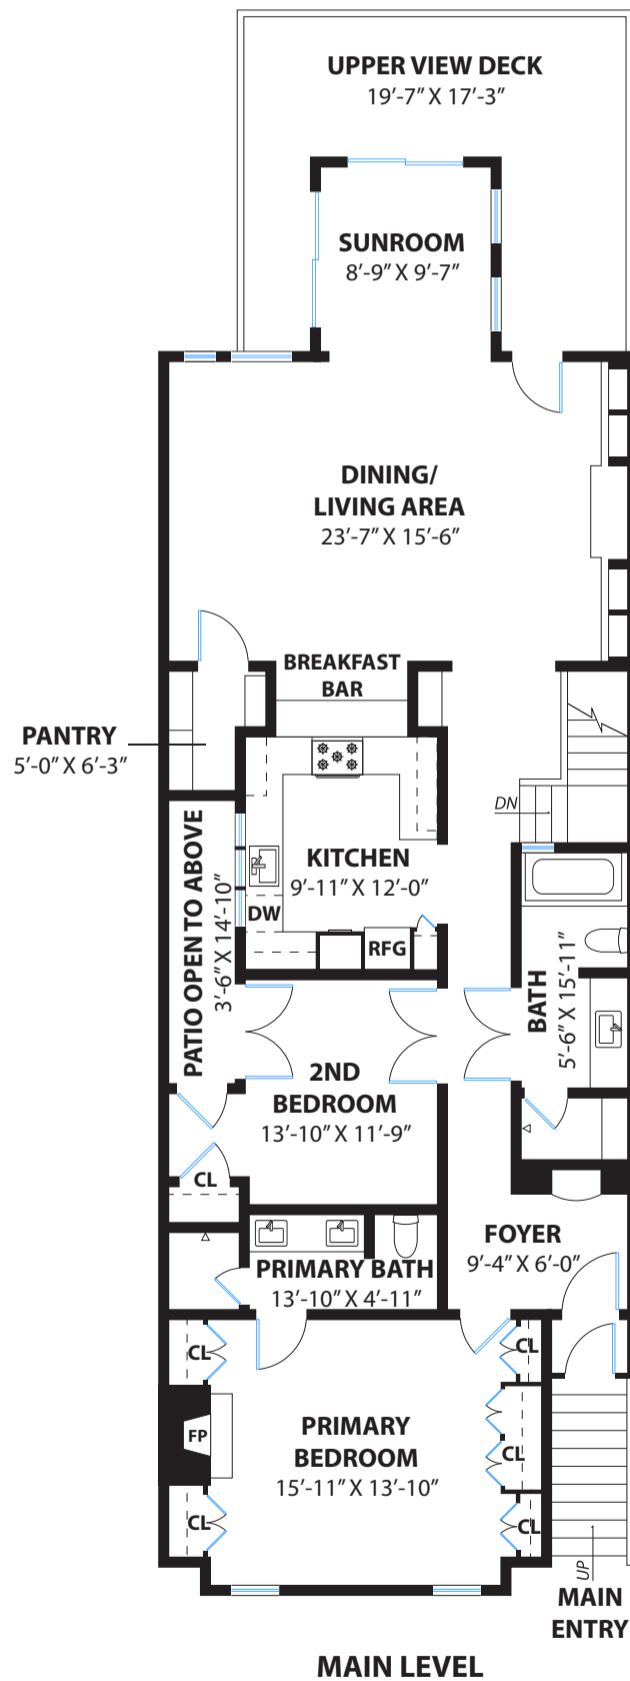 UPPER VIEW DECK
19'-7" X 17'-3"
SUNROOM
8'-9" X 9'-7"
DINING/
LIVING AREA
23'-7" X 15'-6"
BREAKFAST
BAR
PANTRY
5'-0" X 6'-3"
DN
KITCHEN
9'-11" X 12'-0"
DW
RFG
PATIO OPEN TO ABOVE
3'-6" X 14'-10"
BATH
5'-6" X 15'-11"
2ND
BEDROOM
13'-10" X 11'-9"
CL
FOYER
9'-4" X 6'-0"
PRIMARY BATH
13'-10" X 4'-11"
CL
CL
FP
PRIMARY
BEDROOM
15'-11" X 13'-10"
CL
CL
CL
UP
MAIN
ENTRY
MAIN LEVEL